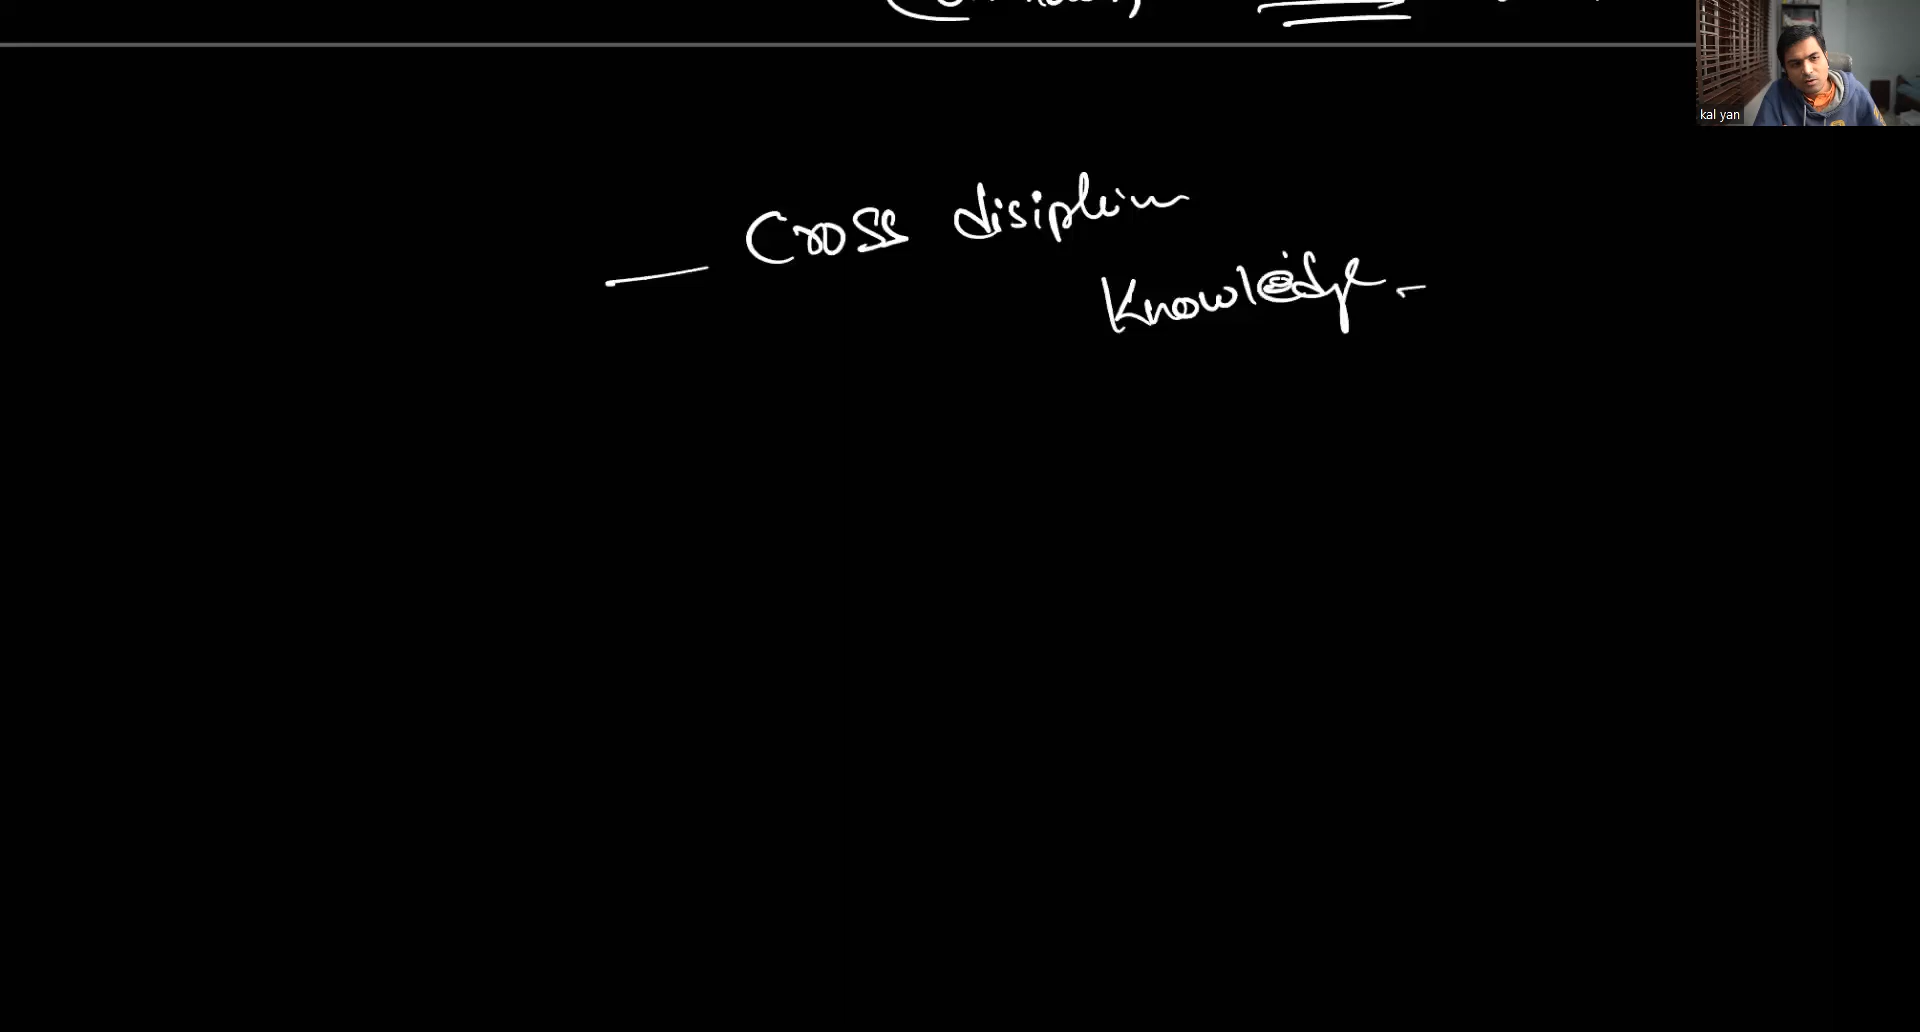 kal yan
— Cross disiplin
Knowledge -